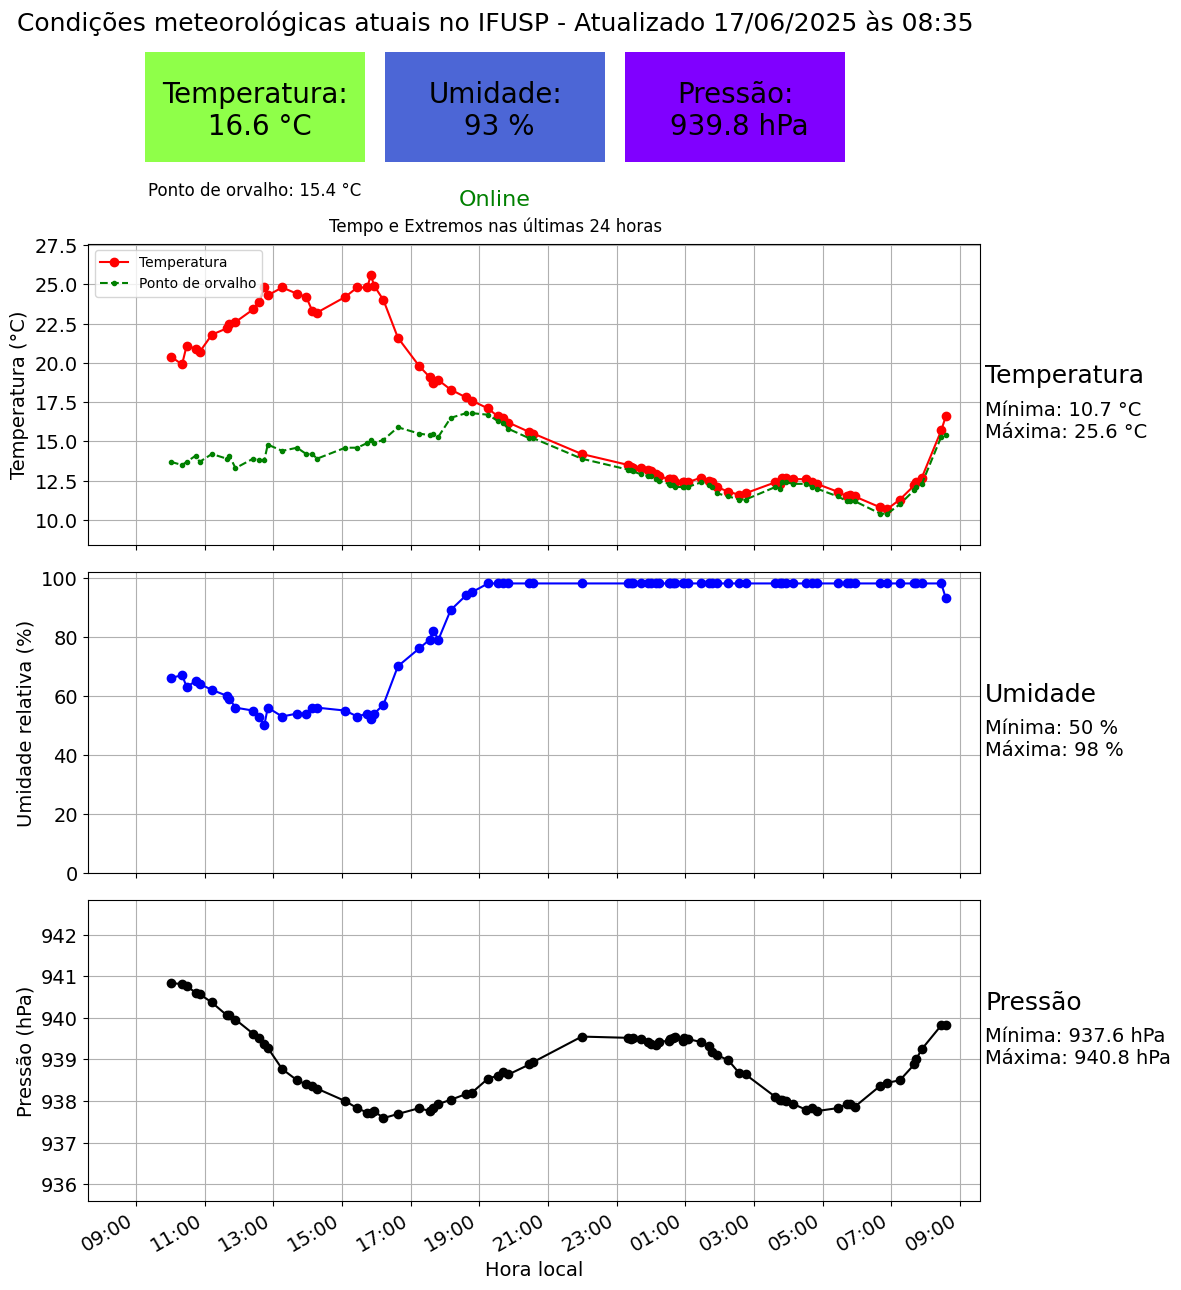 Condições meteorológicas atuais no IFUSP - Atualizado 17/06/2025 às 08:35
Temperatura:
16.6 °C
Umidade:
93 %
Pressão:
939.8 hPa
Ponto de orvalho: 15.4 °C
Online
Tempo e Extremos nas últimas 24 horas
Temperatura
Ponto de orvalho
Temperatura (°C)
27.5
25.0
22.5
20.0
17.5
15.0
12.5
10.0
Temperatura
Mínima: 10.7 °C
Máxima: 25.6 °C
Umidade relativa (%)
100
80
60
40
20
0
Umidade
Mínima: 50 %
Máxima: 98 %
Pressão (hPa)
942
941
940
939
938
937
936
Pressão
Mínima: 937.6 hPa
Máxima: 940.8 hPa
09:00 11:00 13:00 15:00 17:00 19:00 21:00 23:00 01:00 03:00 05:00 07:00 09:00
Hora local